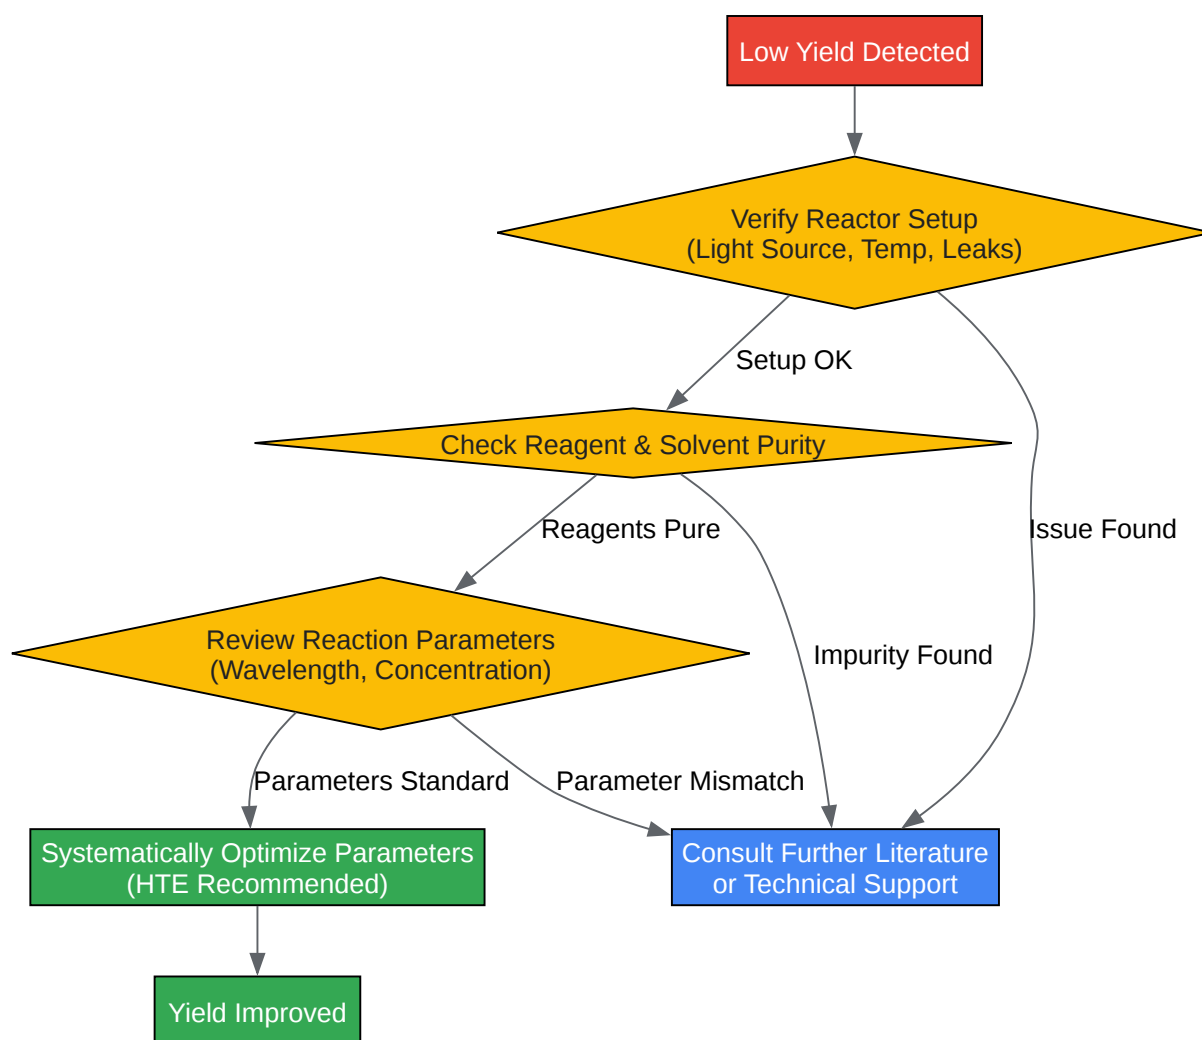 Low Yield Detected
Verify Reactor Setup
(Light Source, Temp, Leaks)
Setup OK
Check Reagent & Solvent Purity
Reagents Pure
Issue Found
Review Reaction Parameters
(Wavelength, Concentration)
Impurity Found
Parameters Standard
Parameter Mismatch
Systematically Optimize Parameters
(HTE Recommended)
Consult Further Literature
or Technical Support
Yield Improved